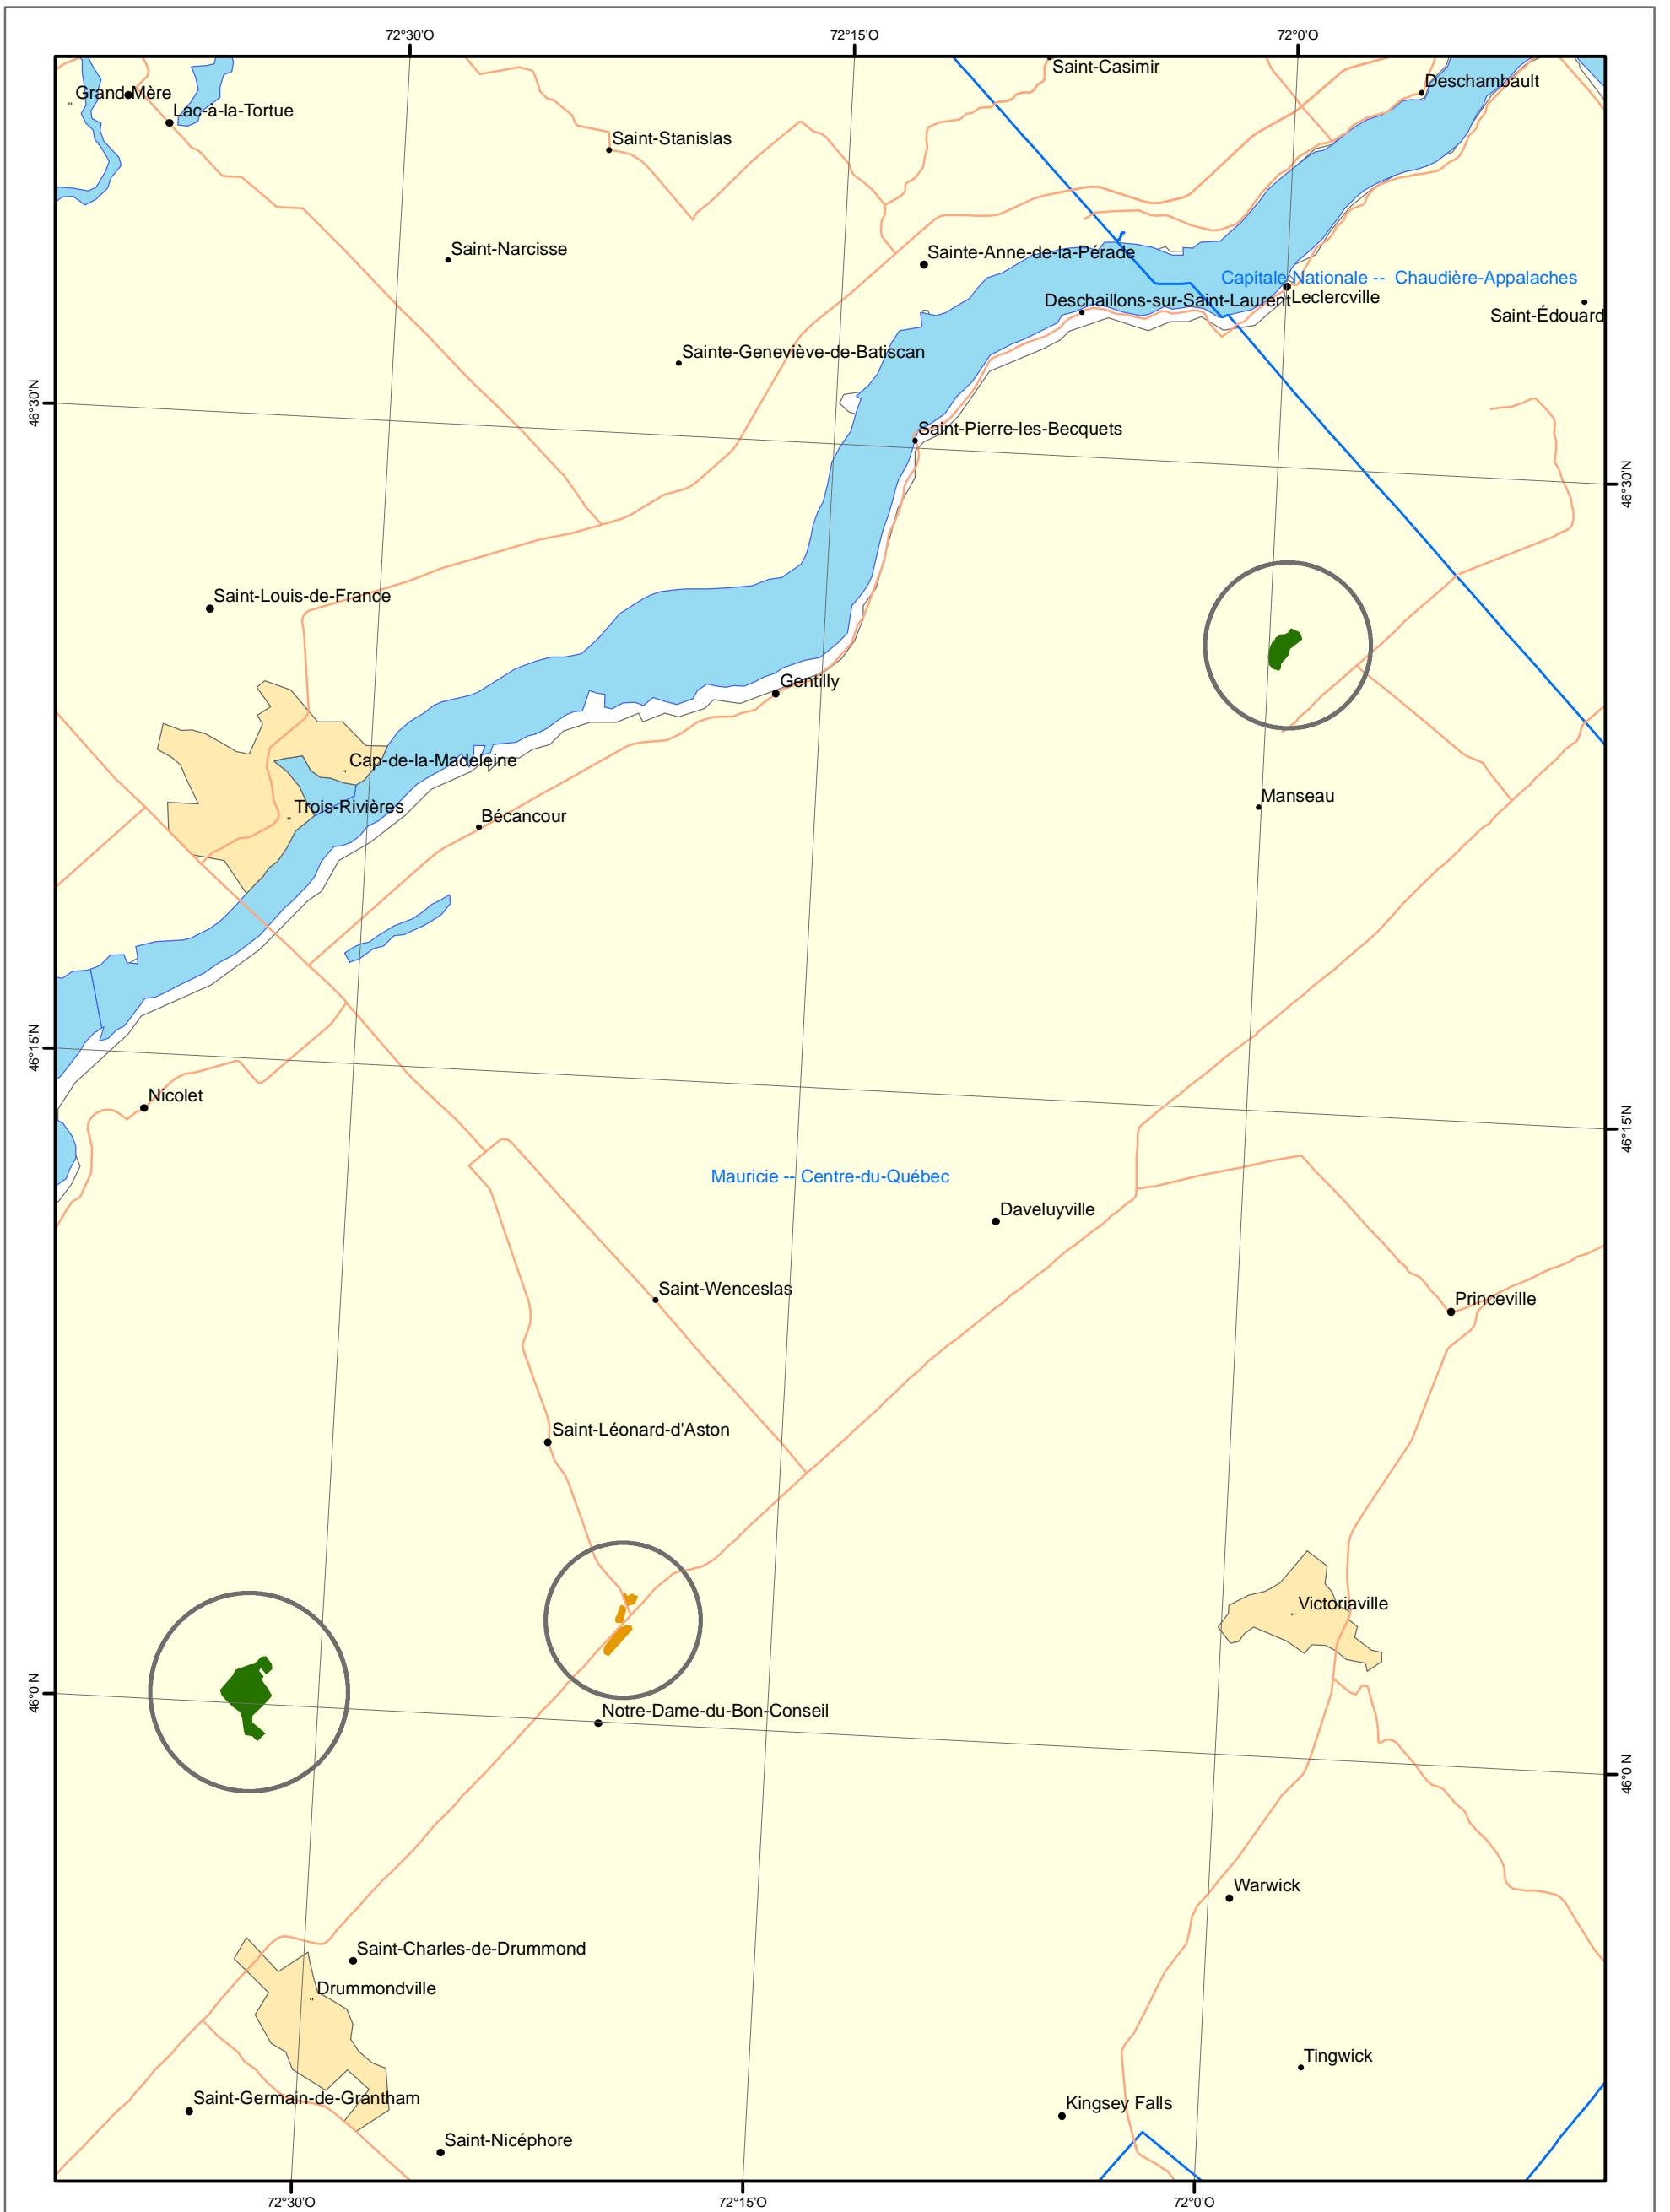 72°30'O
72°15'O
72°0'O
Saint-Casimir
Deschambault
Grand-Mère
Lac-à-la-Tortue
Saint-Stanislas
Saint-Narcisse
Sainte-Anne-de-la-Pérade
Capitale Nationale -- Chaudière-Appalaches
Deschaillons-sur-Saint-Laurent
Leclercville
Saint-Édouard
Sainte-Geneviève-de-Batiscan
46°30'N
Saint-Pierre-les-Becquets
46°30'N
Saint-Louis-de-France
Gentilly
Cap-de-la-Madeleine
Manseau
Trois-Rivières
Bécancour
46°15'N
Nicolet
46°15'N
Mauricie -- Centre-du-Québec
Daveluyville
Saint-Wenceslas
Princeville
Saint-Léonard-d'Aston
Victoriaville
46°0'N
Notre-Dame-du-Bon-Conseil
46°0'N
Warwick
Saint-Charles-de-Drummond
Drummondville
Tingwick
Saint-Germain-de-Grantham
Kingsey Falls
Saint-Nicéphore
72°30'O
72°15'O
72°0'O